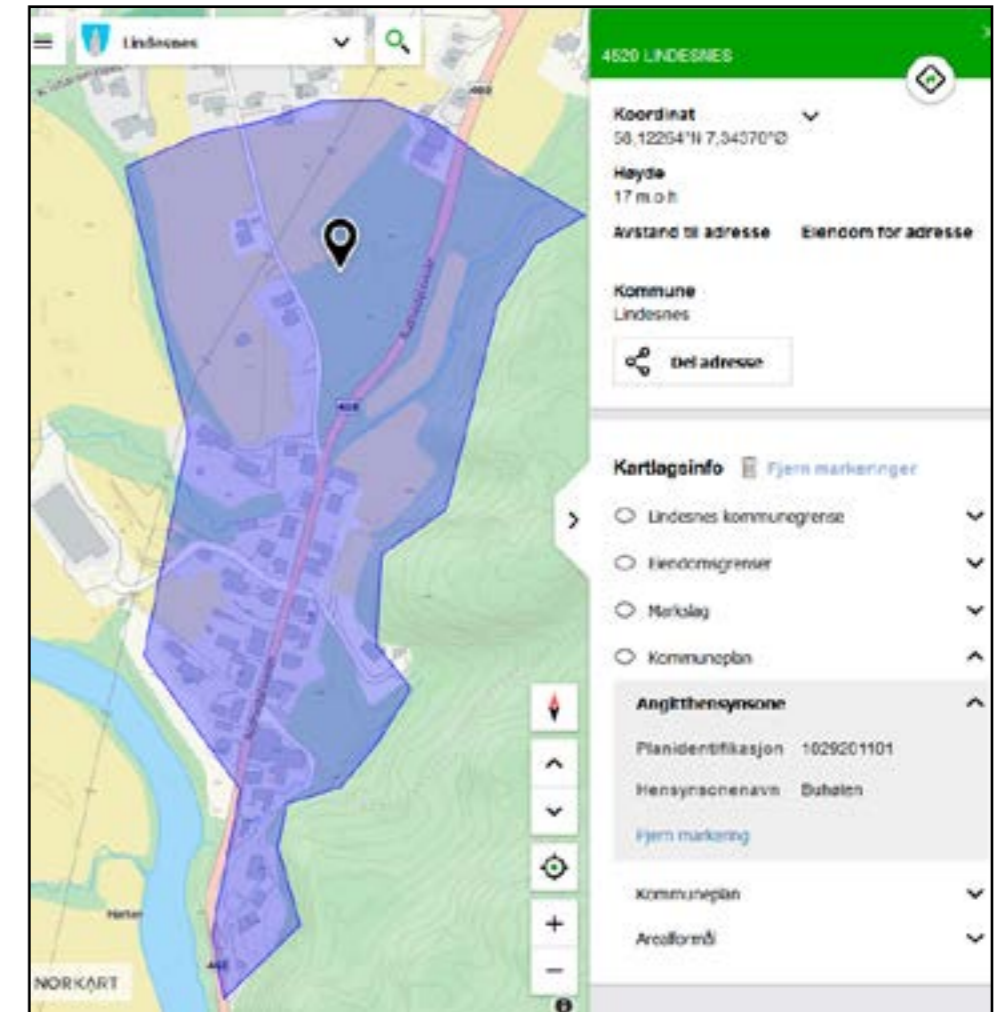 Lindesnes
4520 LINDESNES
Koordinat
58,12264°N 7,34370°Ø
Høyde
17 m.o.h
Avstand til adresse Eiendom for adresse
Kommune
Lindesnes
Del adresse
Kartlagsinfo Fjern markeringer
Lindesnes kommunegrense
Eiendomsgrenser
Markslag
Kommuneplan
Angitthensynsone
Planidentifikasjon 1029201101
Hensynsonenavn Buhølen
Fjern markering
Kommuneplan
Arealformål
460
460
460
NORKART